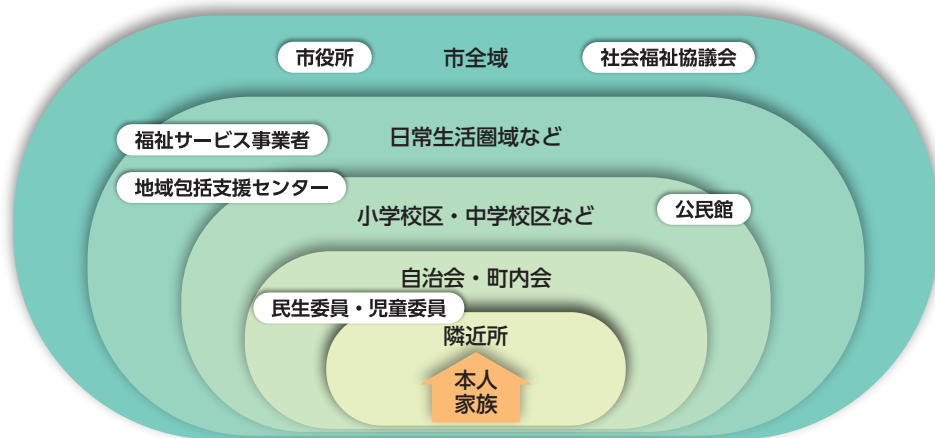 市役所
市全域
社会福祉協議会
福祉サービス事業者
日常生活圏域など
地域包括支援センター
小学校区・中学校区など
公民館
自治会・町内会
民生委員・児童委員
隣近所
本人
家族